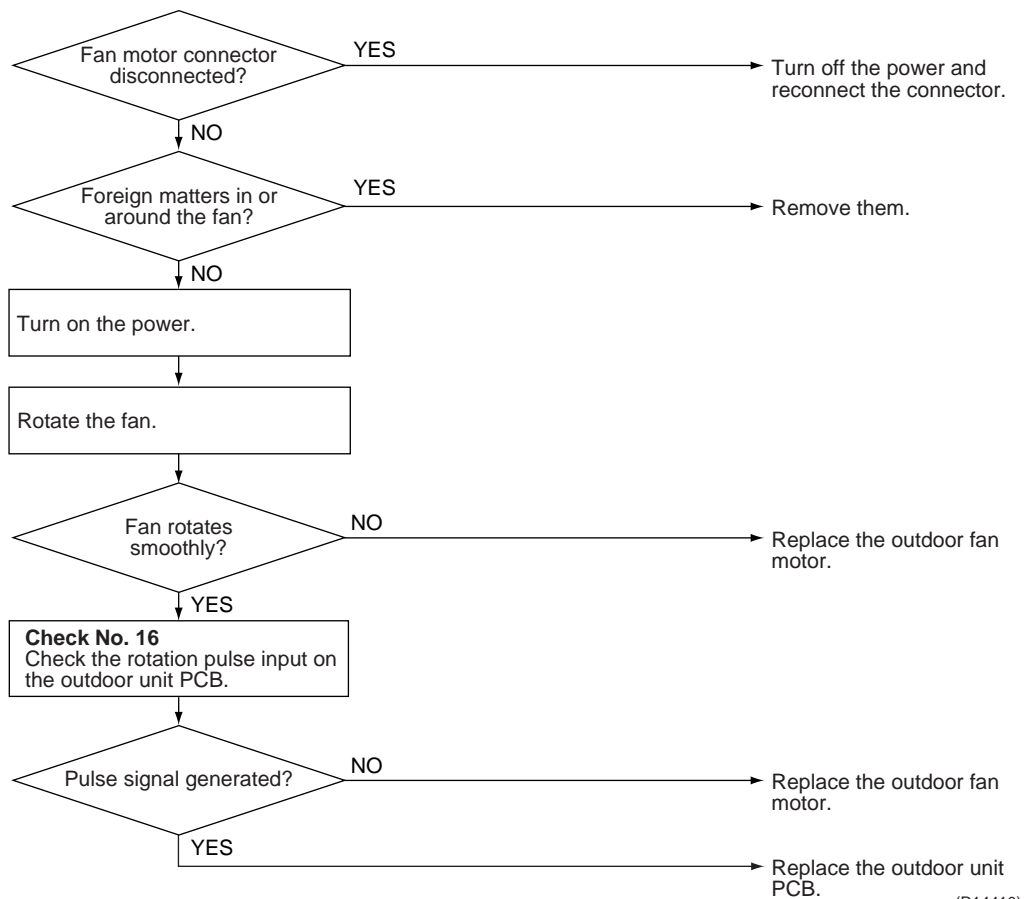 Fan motor connector
disconnected?
YES
Turn off the power and
reconnect the connector.
NO
Foreign matters in or
around the fan?
YES
Remove them.
NO
Turn on the power.
Rotate the fan.
Fan rotates
smoothly?
NO
Replace the outdoor fan
motor.
YES
Check No. 16
Check the rotation pulse input on
the outdoor unit PCB.
Pulse signal generated?
NO
Replace the outdoor fan
motor.
YES
Replace the outdoor unit
PCB.